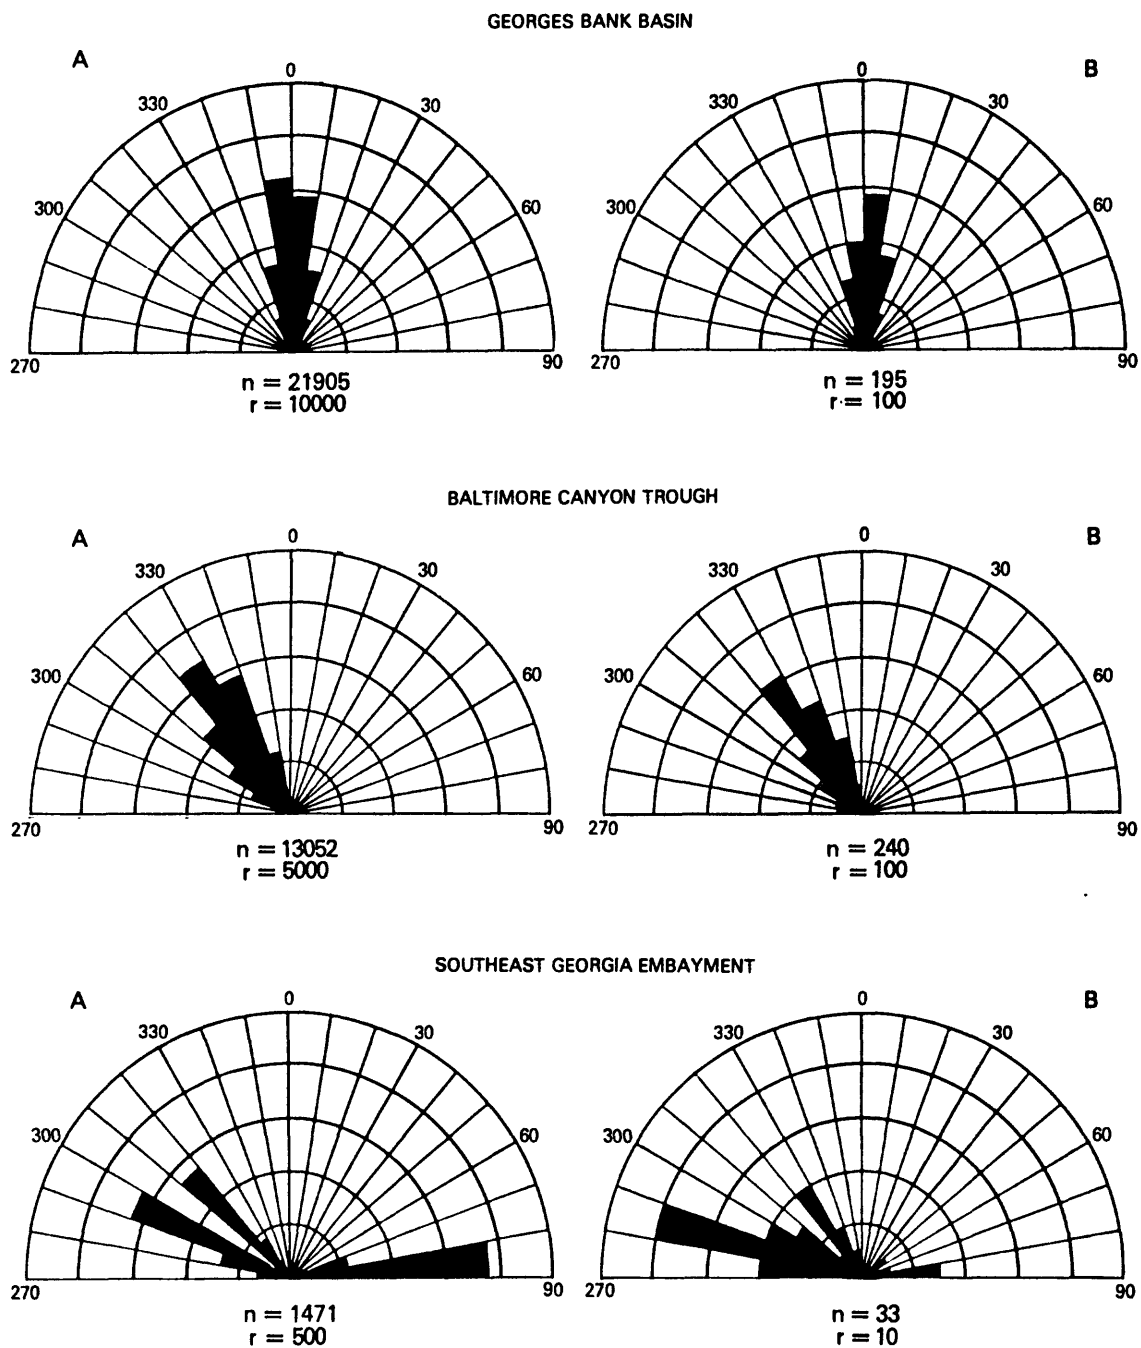 GEORGES BANK BASIN
A
B
0
330
30
300
60
270
90
n = 21905
r = 10000
0
330
30
300
60
270
90
n = 195
r = 100
BALTIMORE CANYON TROUGH
A
B
0
330
30
300
60
270
90
n = 13052
r = 5000
0
330
30
300
60
270
90
n = 240
r = 100
SOUTHEAST GEORGIA EMBAYMENT
A
B
0
330
30
300
60
270
90
n = 1471
r = 500
0
330
30
300
60
270
90
n = 33
r = 10